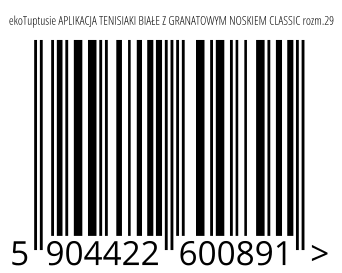 ekoTuptusie APLIKACJA TENISIAKI BIAŁE Z GRANATOWYM NOSKIEM CLASSIC rozm.29
5 904422 600891 >